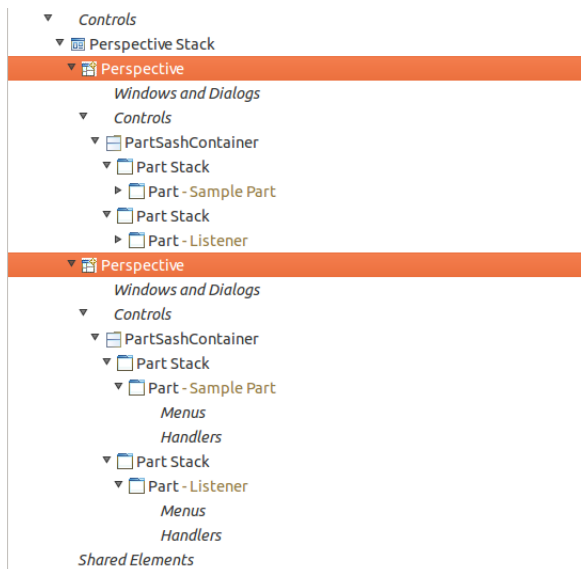 Controls
Perspective Stack
Perspective
Windows and Dialogs
Controls
PartSashContainer
Part Stack
Part - Sample Part
Part Stack
Part - Listener
Perspective
Windows and Dialogs
Controls
PartSashContainer
Part Stack
Part - Sample Part
Menus
Handlers
Part Stack
Part - Listener
Menus
Handlers
Shared Elements